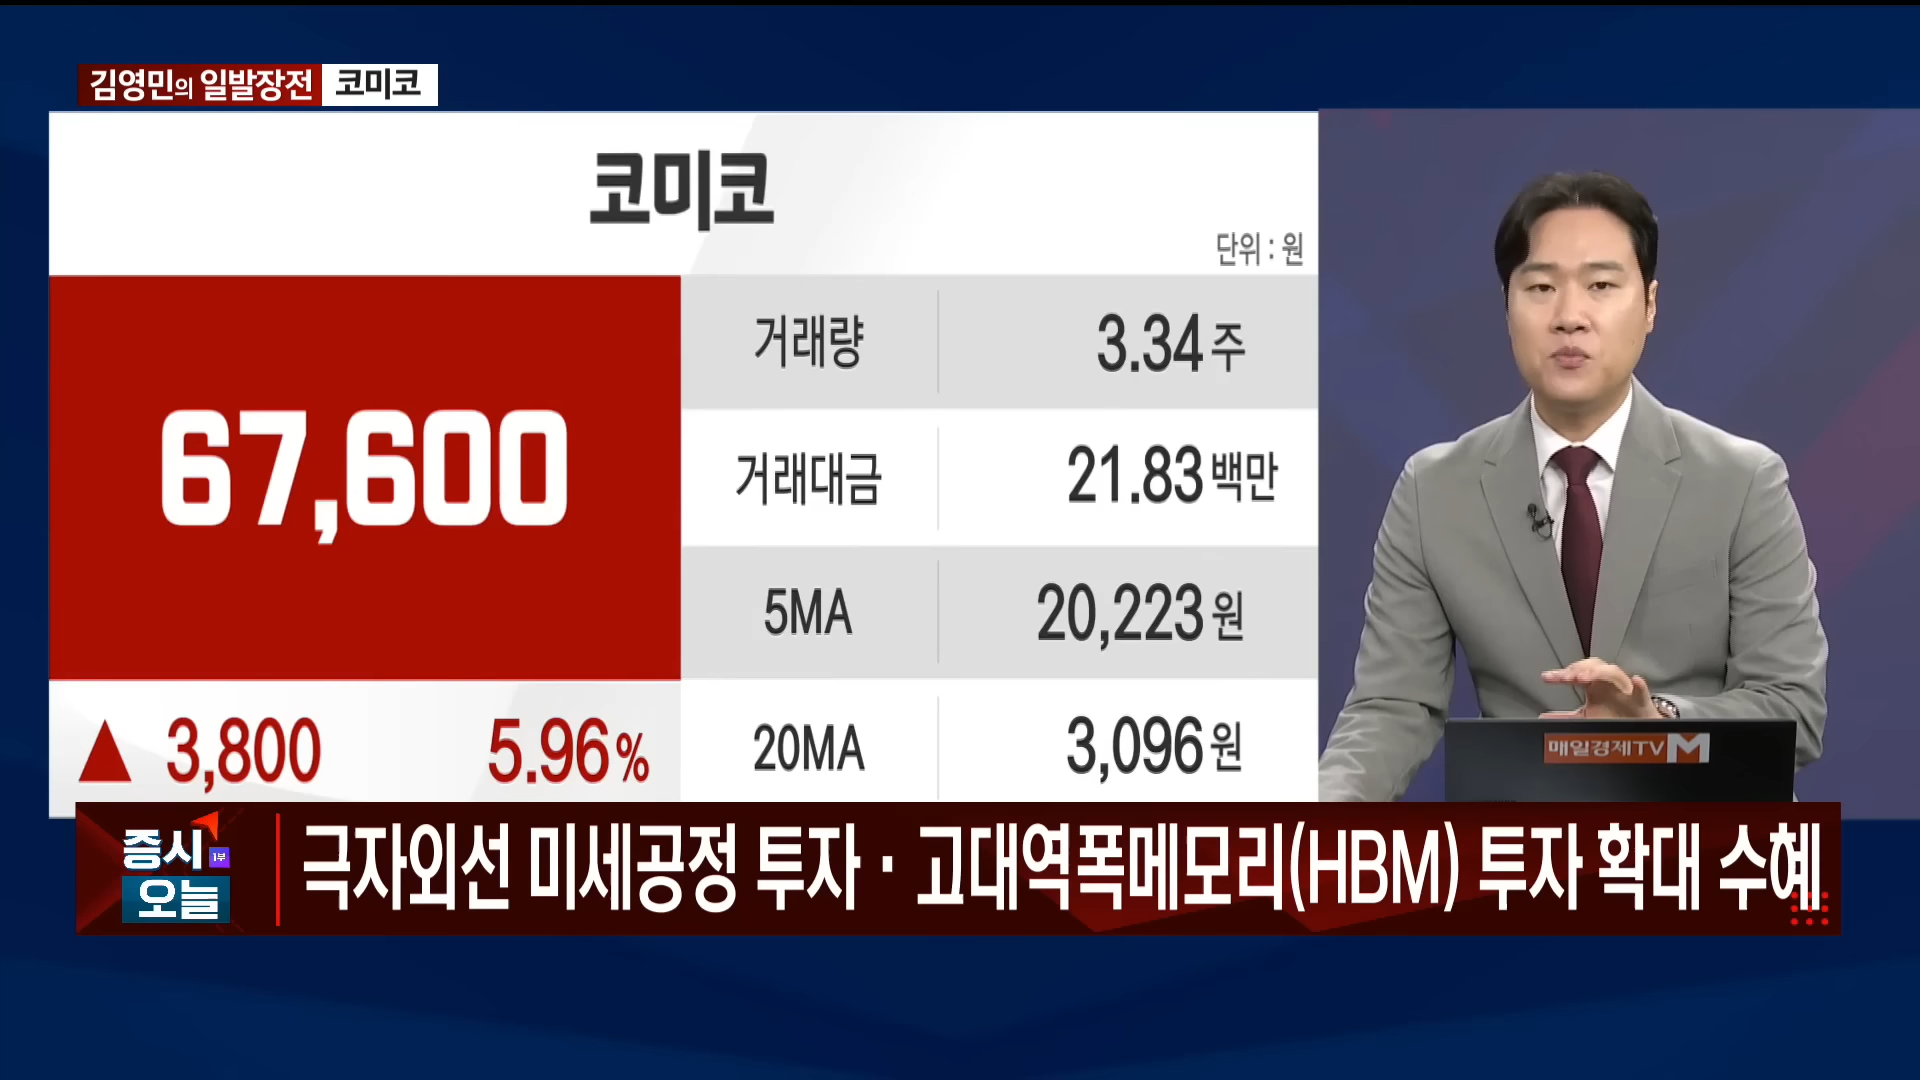 김영민의 일발장전 코미코
코미코
단위 : 원
67,600
▲ 3,800 5.96%
거래량 3.34주
거래대금 21.83백만
5MA 20,223원
20MA 3,096원
매일경제TV M
증시 1부
오늘
극자외선 미세공정 투자 · 고대역폭메모리(HBM) 투자 확대 수혜